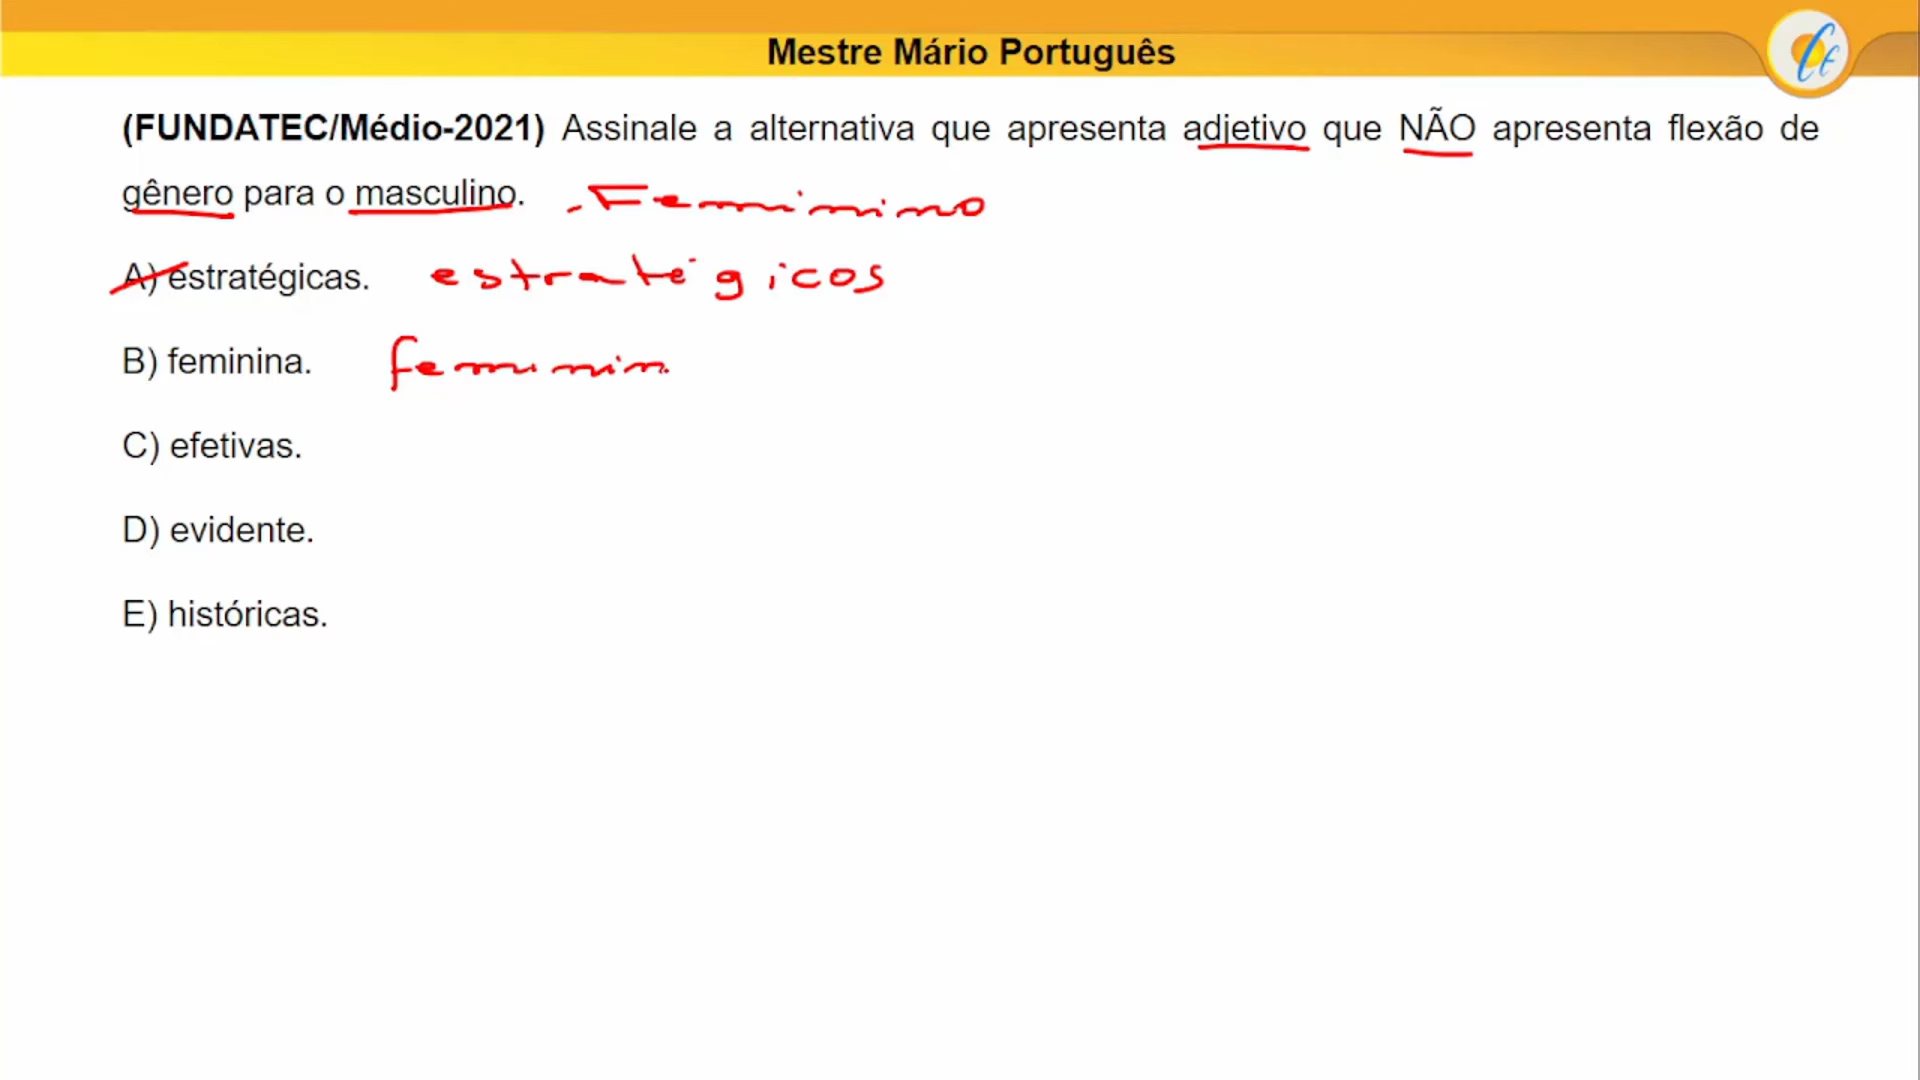 Mestre Mário Português
(FUNDATEC/Médio-2021) Assinale a alternativa que apresenta adjetivo que NÃO apresenta flexão de
gênero para o masculino. Feminino
A) estratégicas. estratégicos
B) feminina. feminin
C) efetivas.
D) evidente.
E) históricas.